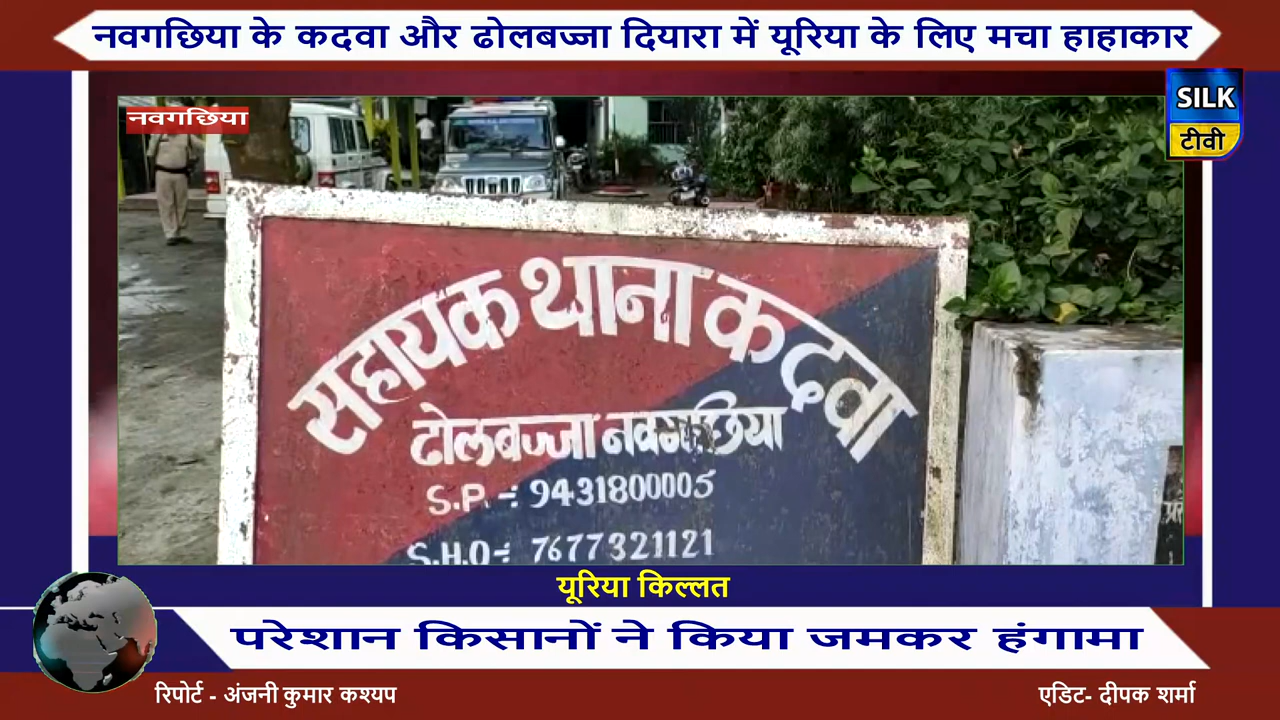 नवगछिया के कदवा और ढोलबज्जा दियारा में यूरिया के लिए मचा हाहाकार
नवगछिया
SILK
टीवी
सहायक थाना कदवा
ढोलबज्जा नवगछिया
S.P. -: 9431800005
S.H.O-: 7677321121
यूरिया किल्लत
परेशान किसानों ने किया जमकर हंगामा
रिपोर्ट - अंजनी कुमार कश्यप
एडिट- दीपक शर्मा